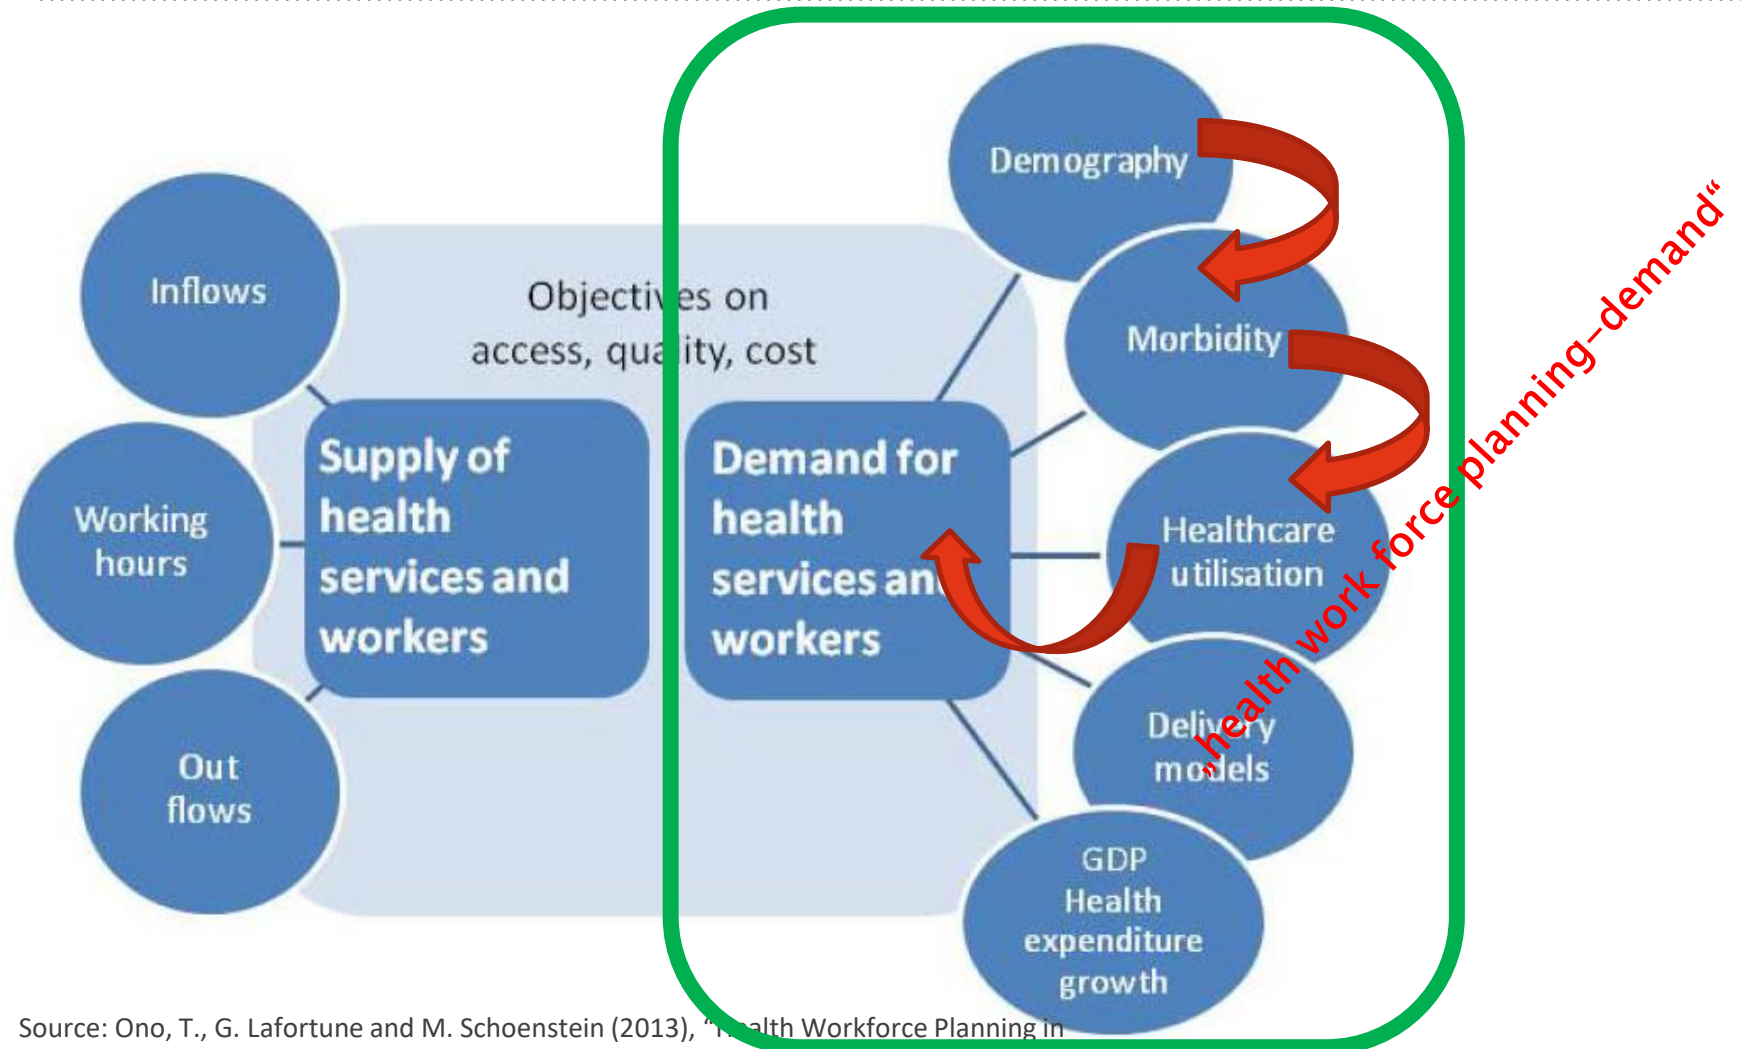 Inflows
Working
hours
Out
flows
Objectives on
access, quality, cost
Supply of
health
services and
workers
Demand for
health
services and
workers
Demography
Morbidity
Healthcare
utilisation
Delivery
models
GDP
Health
expenditure
growth
„health work force planning–demand“
Source: Ono, T., G. Lafortune and M. Schoenstein (2013), “Health Workforce Planning in